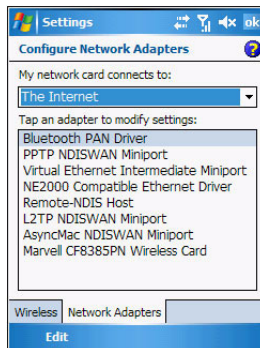 Settings
ok
Configure Network Adapters
?
My network card connects to:
The Internet
Tap an adapter to modify settings:
Bluetooth PAN Driver
PPTP NDISWAN Miniport
Virtual Ethernet Intermediate Miniport
NE2000 Compatible Ethernet Driver
Remote-NDIS Host
L2TP NDISWAN Miniport
AsyncMac NDISWAN Miniport
Marvell CF8385PN Wireless Card
Wireless Network Adapters
Edit